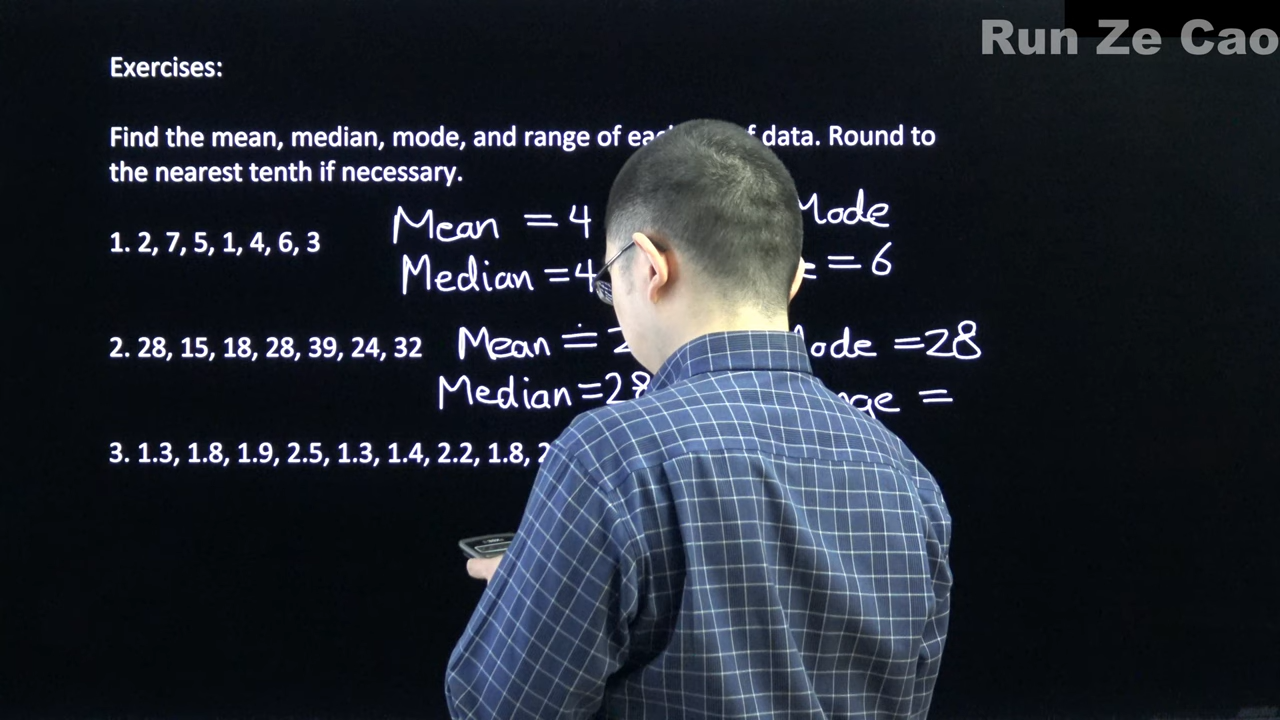 Run Ze Cao
Exercises:
Find the mean, median, mode, and range of data. Round to
the nearest tenth if necessary.
Mean = 4 Mode
1. 2, 7, 5, 1, 4, 6, 3
Median = 4 = 6
2. 28, 15, 18, 28, 39, 24, 32 Mean ≐ Mode = 28
Median = 28 =
3. 1.3, 1.8, 1.9, 2.5, 1.3, 1.4, 2.2, 1.8,